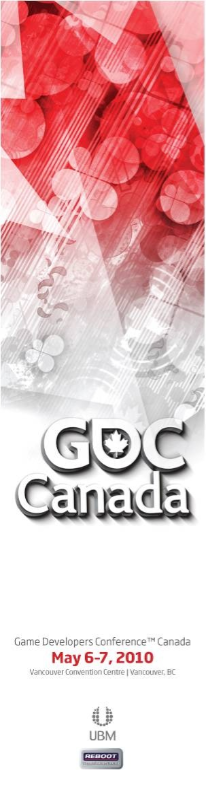 GDC
Canada
Game Developers Conference™ Canada
May 6-7, 2010
Vancouver Convention Centre | Vancouver, BC
UBM
REBOOT